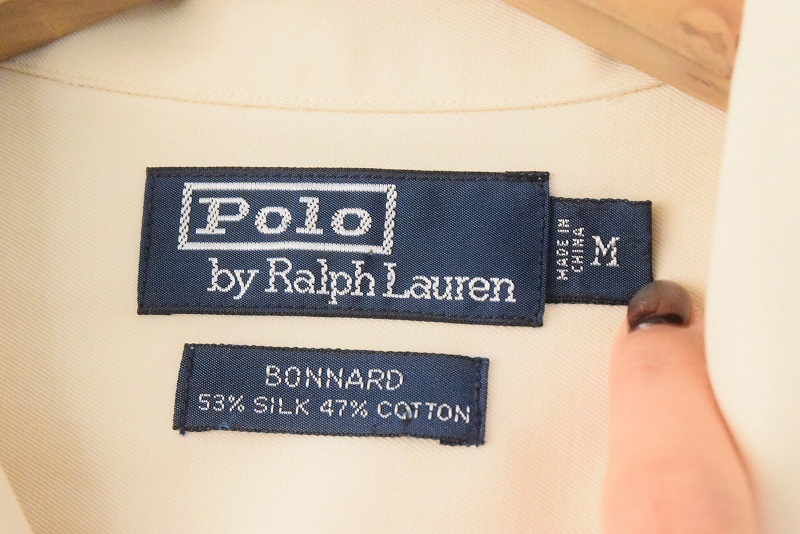 Polo
by Ralph Lauren
MADE IN
CHINA
M
BONNARD
53% SILK 47% COTTON